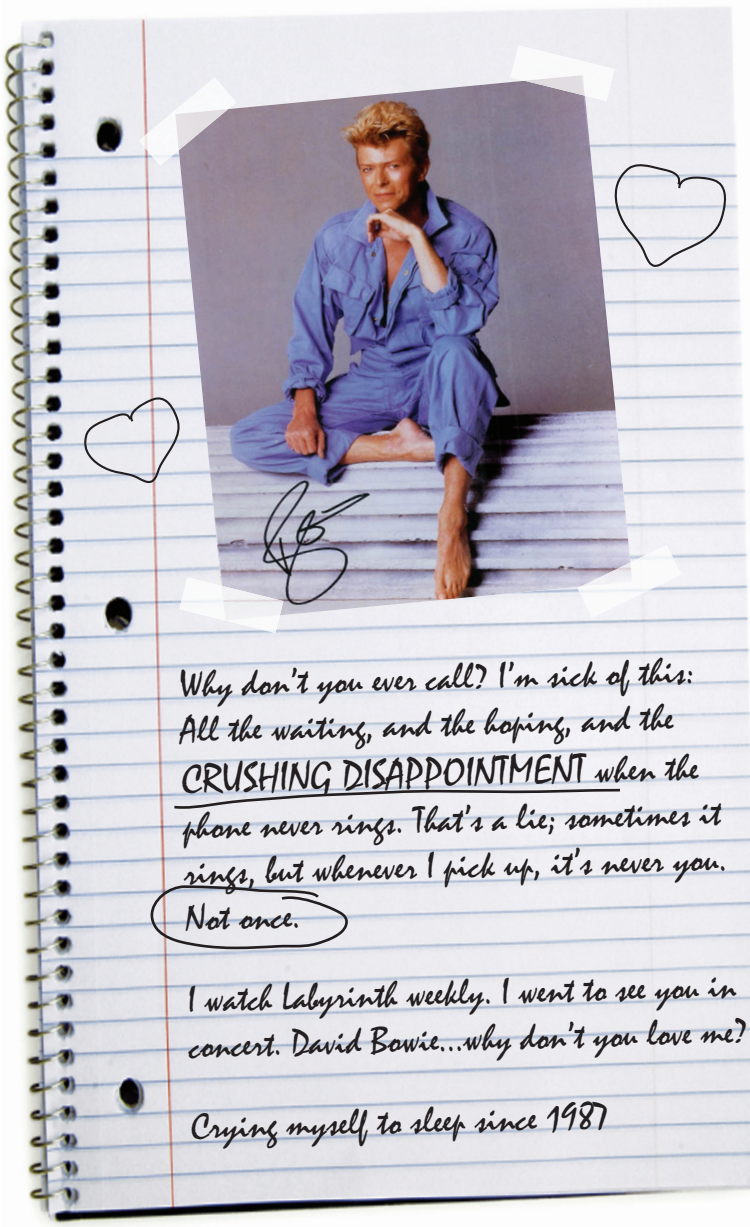 Why don't you ever call? I'm sick of this:
All the waiting, and the hoping, and the
CRUSHING DISAPPOINTMENT when the
phone never rings. That's a lie; sometimes it
rings, but whenever I pick up, it's never you.
Not once.
I watch Labyrinth weekly. I went to see you in
concert. David Bowie...why don't you love me?
Crying myself to sleep since 1987